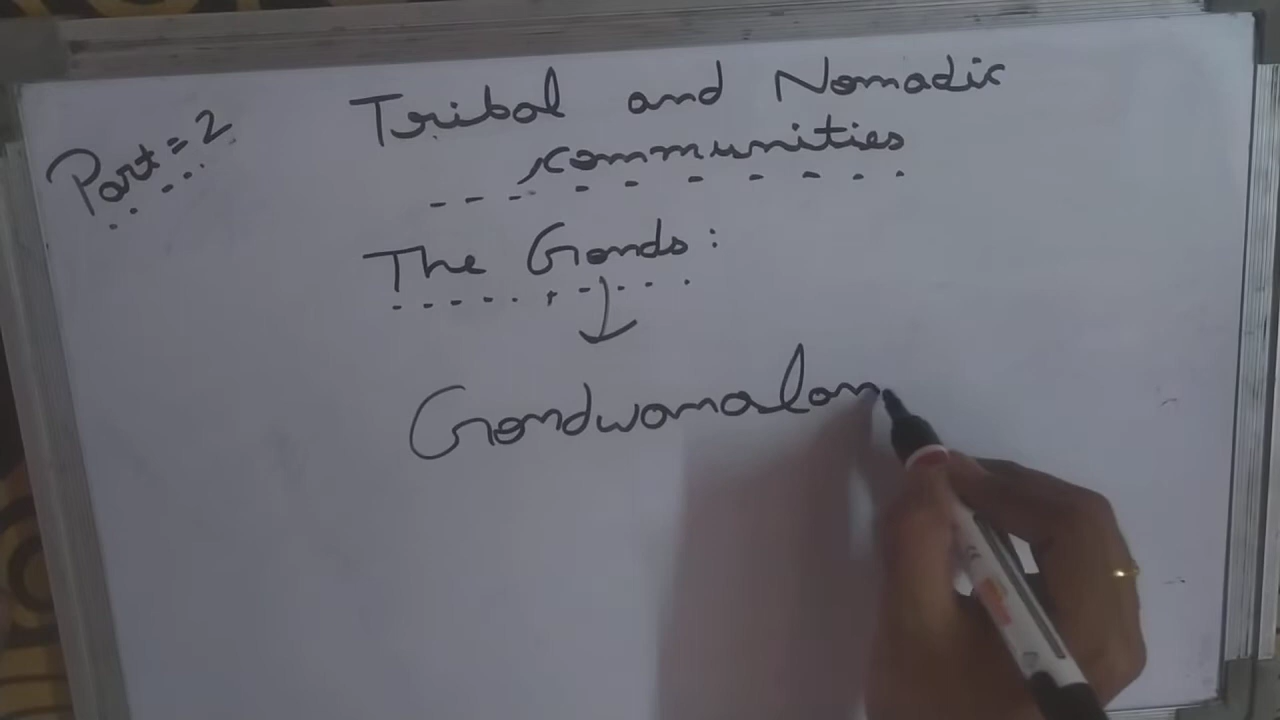 Part = 2
Tribal and Nomadic
communities
The Gonds :
Gondwanalan